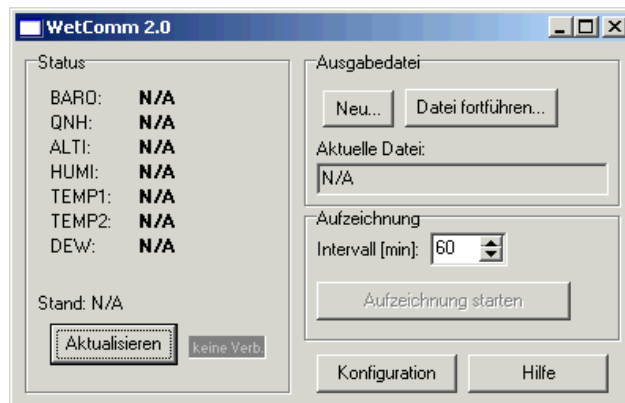 WetComm 2.0
Status
BARO: N/A
QNH: N/A
ALTI: N/A
HUMI: N/A
TEMP1: N/A
TEMP2: N/A
DEW: N/A
Stand: N/A
Aktualisieren
keine Verb.
Ausgabedatei
Neu...
Datei fortführen...
Aktuelle Datei:
N/A
Aufzeichnung
Intervall [min]: 60
Aufzeichnung starten
Konfiguration
Hilfe